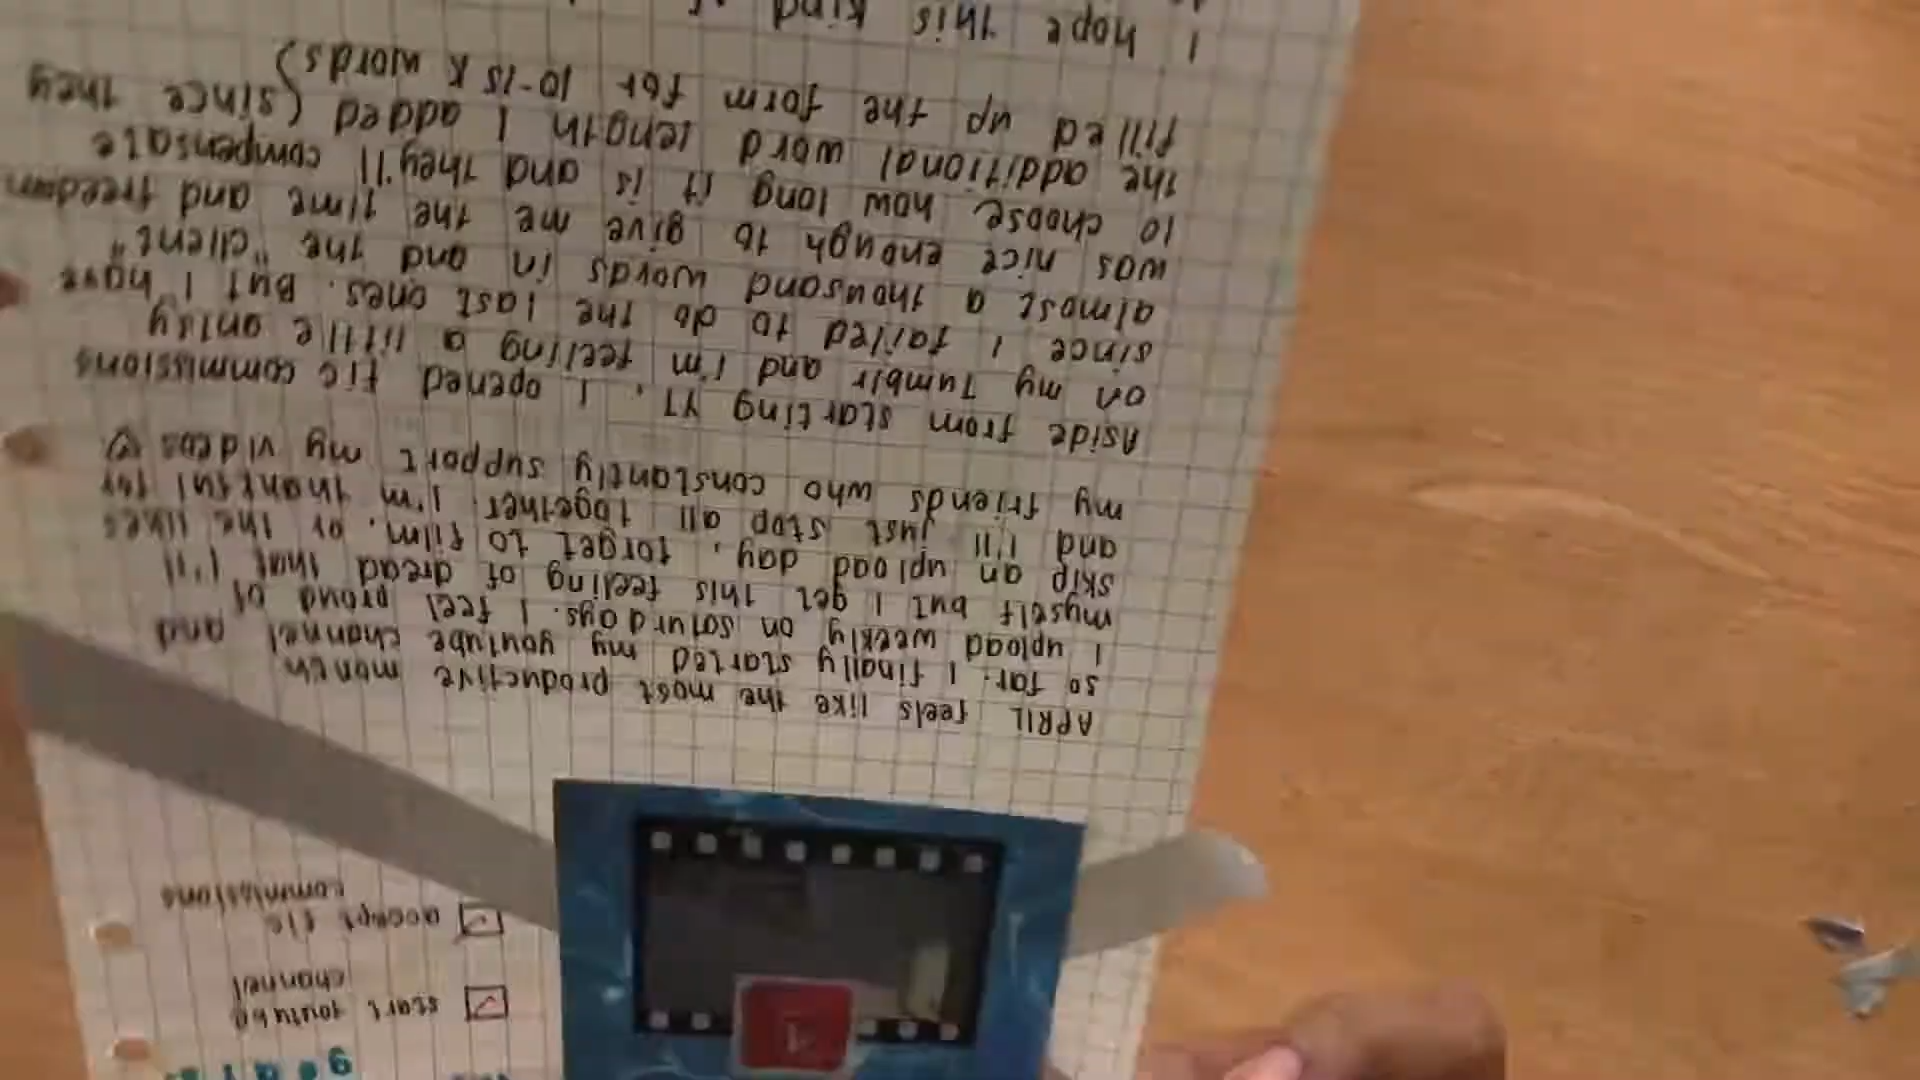 goals
start youtube
channel
accept fic
commissions
APRIL feels like the most productive month
so far. I finally started my youtube channel and
I upload weekly on saturdays. I feel proud of
myself but I get this feeling of dread that I'll
skip an upload day, forget to film, or the likes
and I'll just stop all together. I'm thankful for
my friends who constantly support my videos ♡
Aside from starting YT, I opened fic commissions
on my Tumblr and I'm feeling a little antsy
since I failed to do the last ones. But I have
almost a thousand words in and the "client"
was nice enough to give me the time and freedom
to choose how long it is and they'll compensate
the additional word length I added (since they
filled up the form for 10-15K words)
I hope this kind